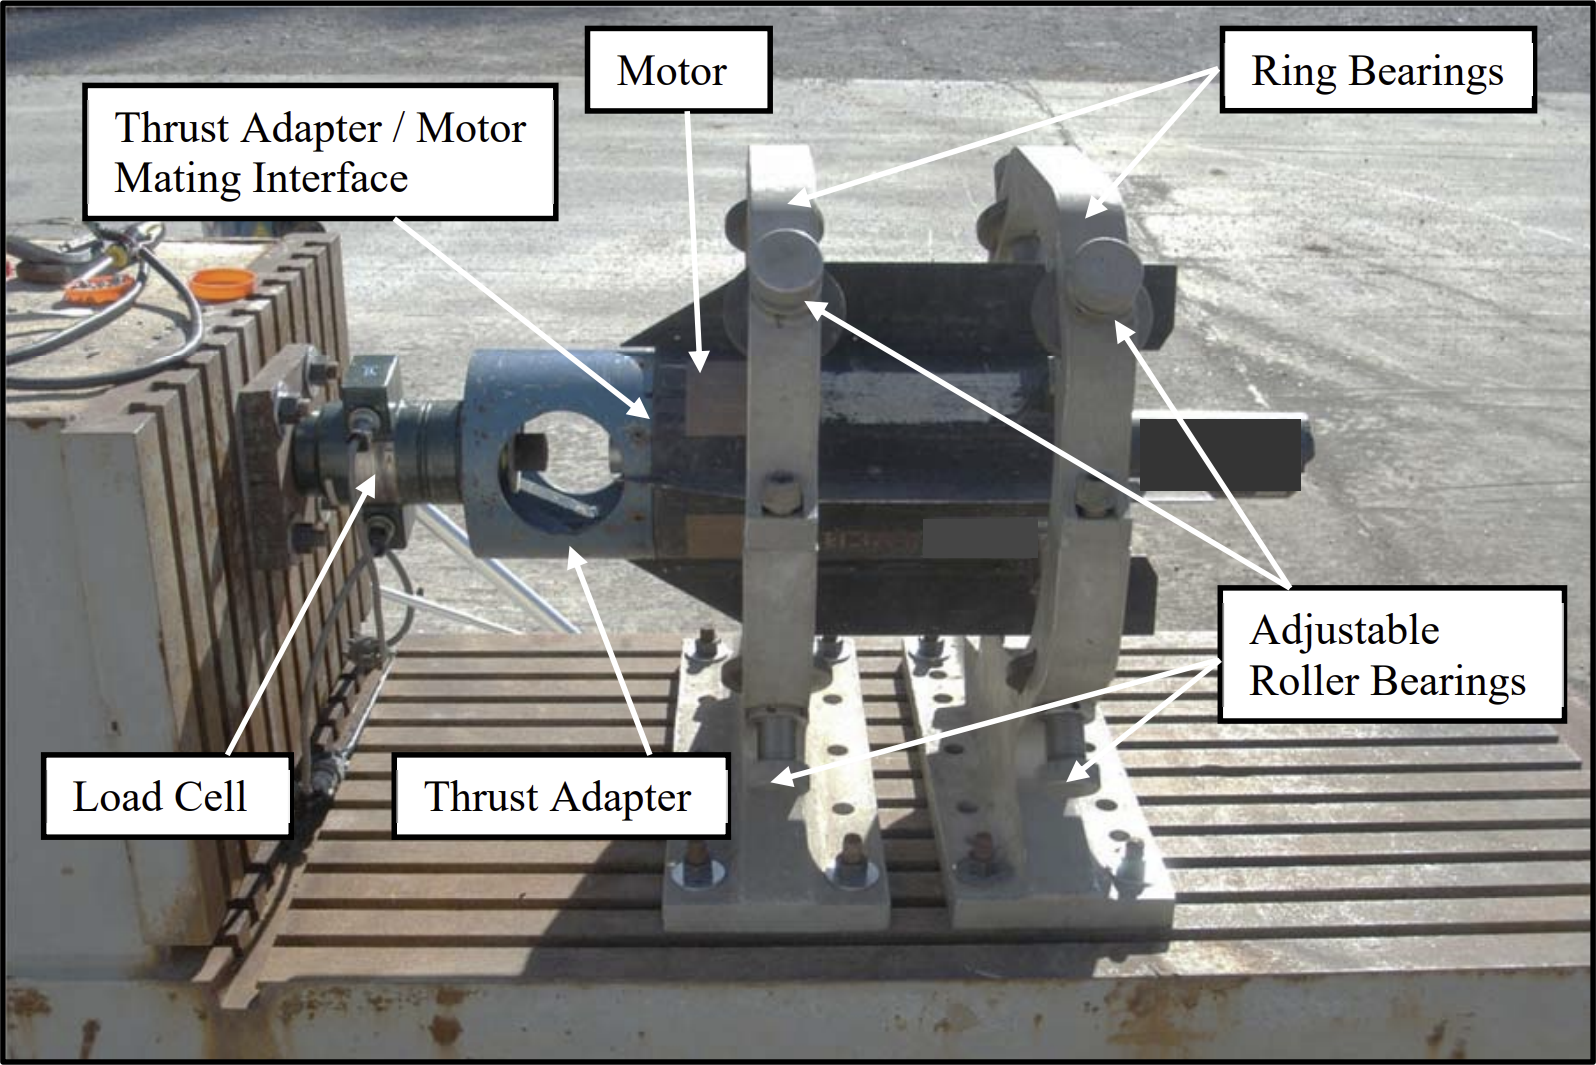 Motor
Ring Bearings
Thrust Adapter / Motor
Mating Interface
Adjustable
Roller Bearings
Load Cell
Thrust Adapter